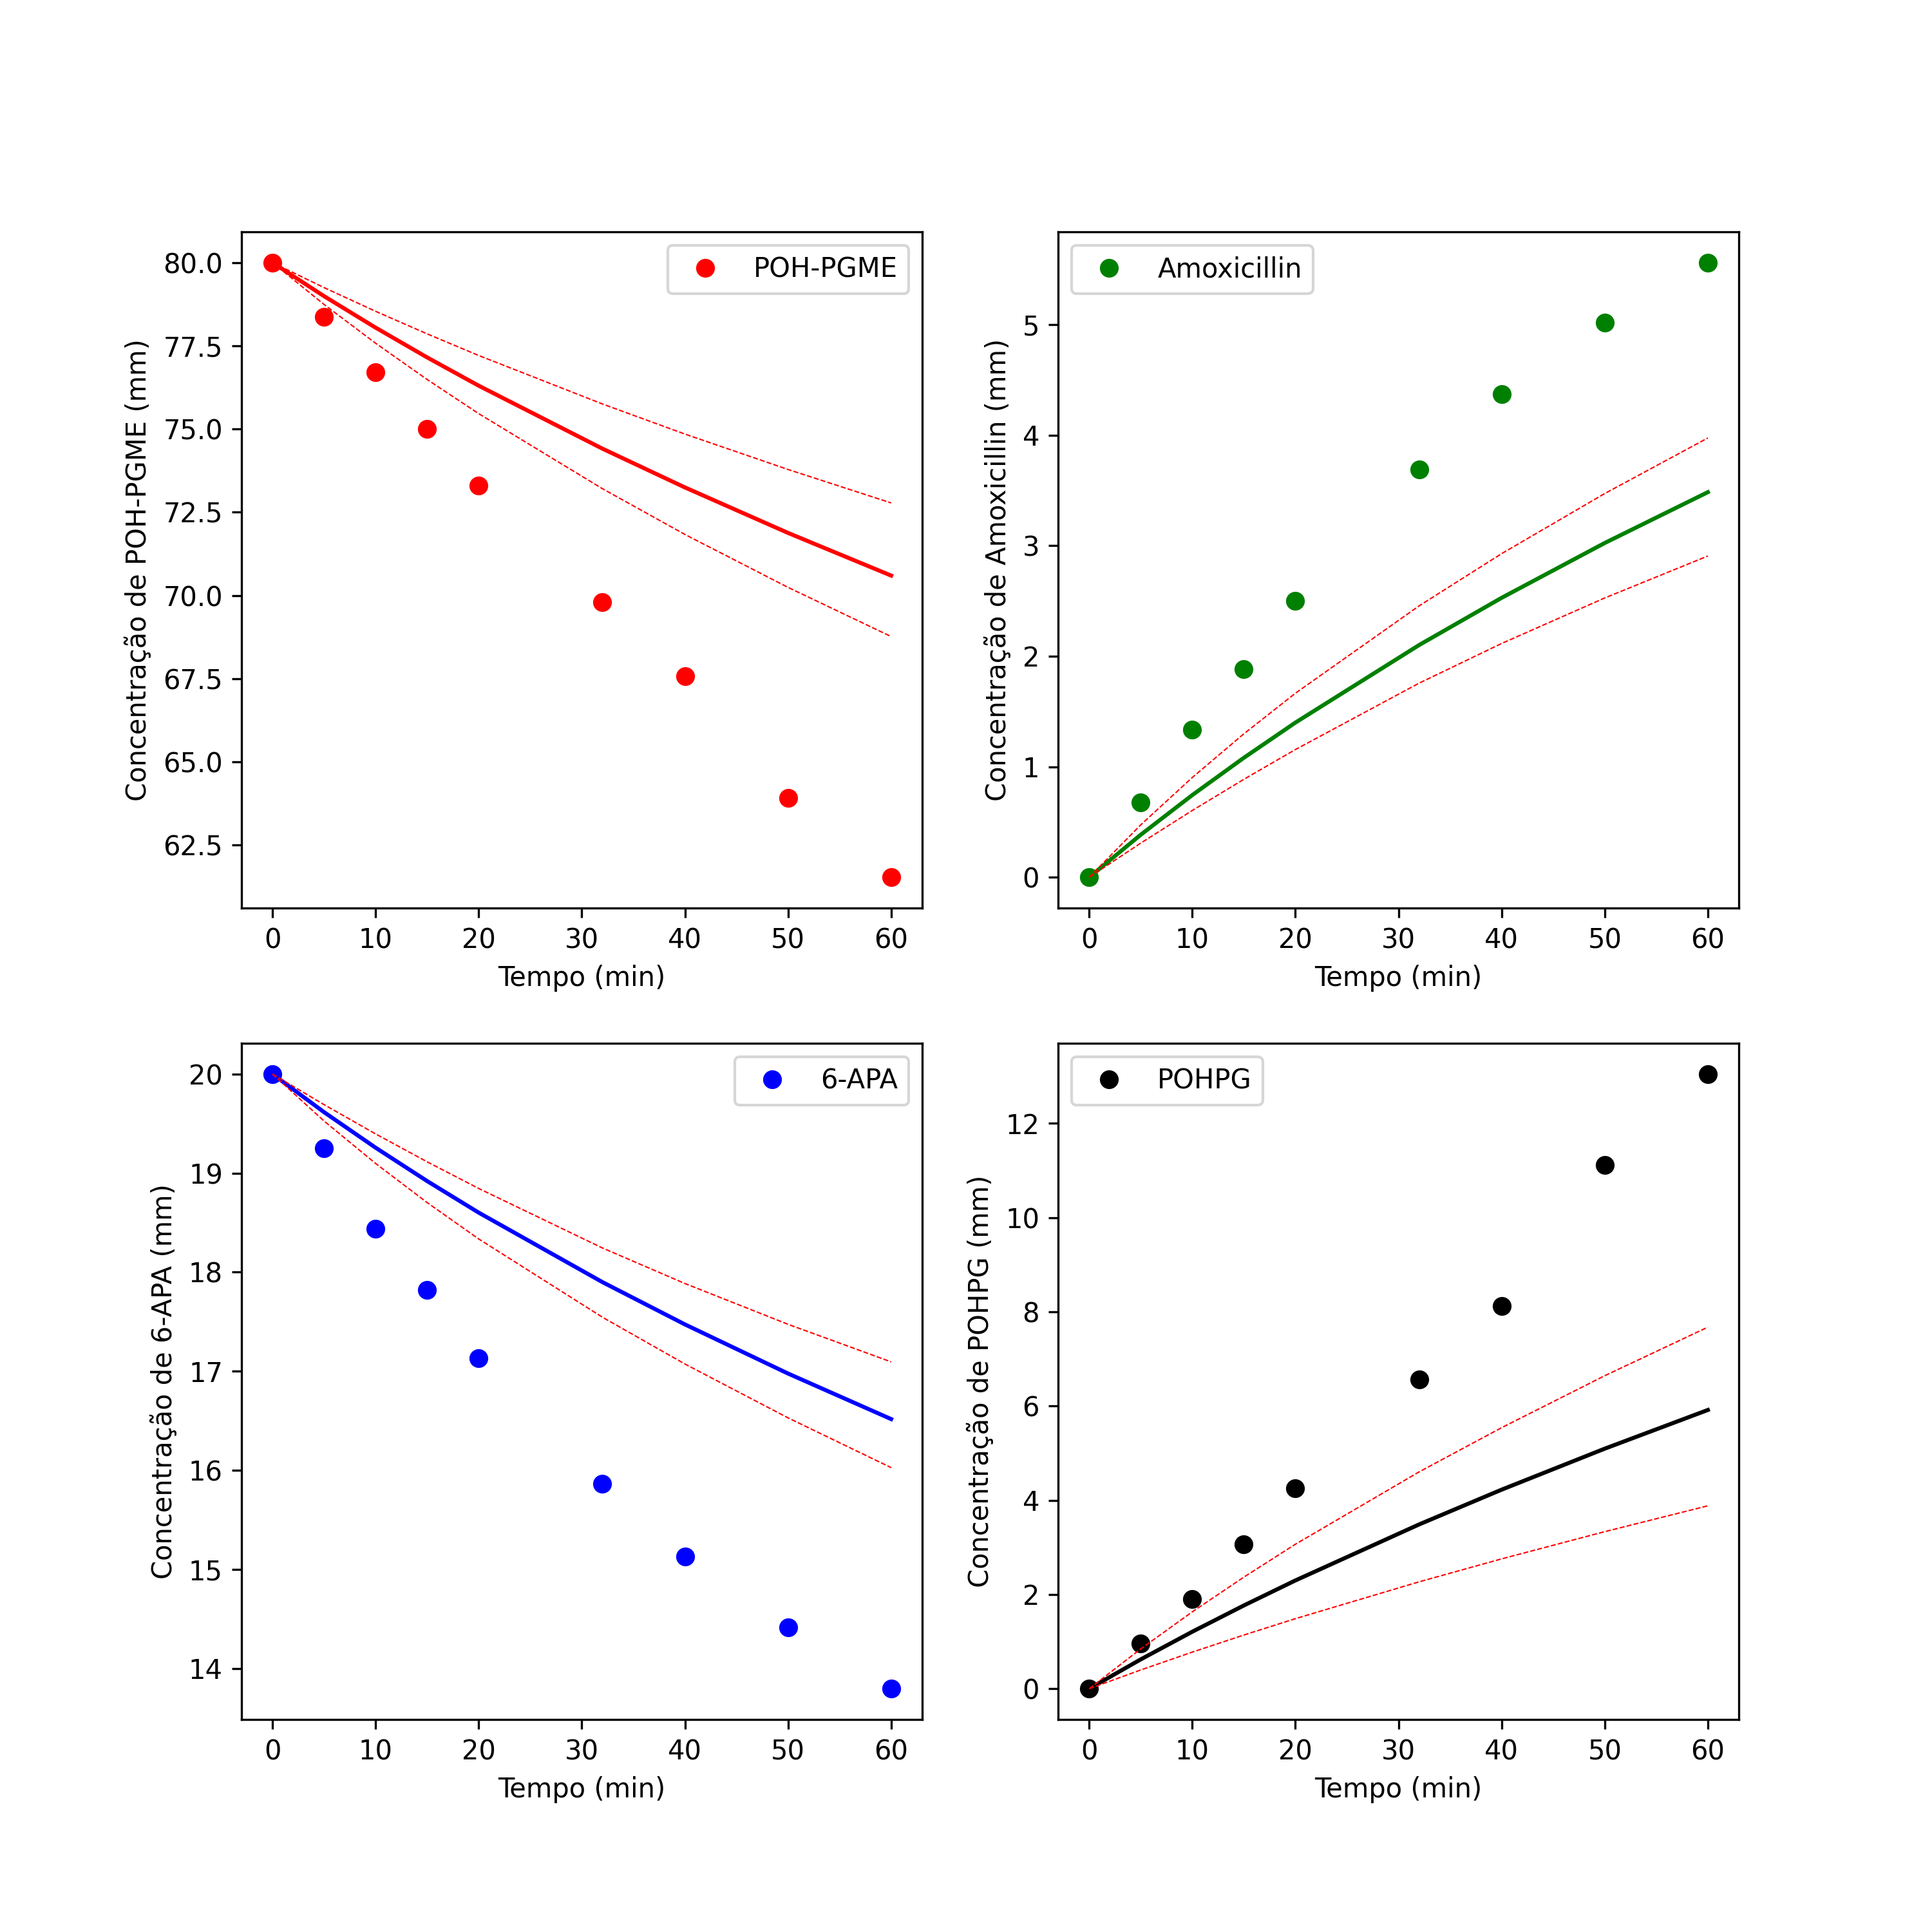 POH-PGME
80.0
77.5
75.0
72.5
70.0
67.5
65.0
62.5
Concentração de POH-PGME (mm)
0 10 20 30 40 50 60
Tempo (min)
Amoxicillin
5
4
3
2
1
0
Concentração de Amoxicillin (mm)
0 10 20 30 40 50 60
Tempo (min)
6-APA
20
19
18
17
16
15
14
Concentração de 6-APA (mm)
0 10 20 30 40 50 60
Tempo (min)
POHPG
12
10
8
6
4
2
0
Concentração de POHPG (mm)
0 10 20 30 40 50 60
Tempo (min)